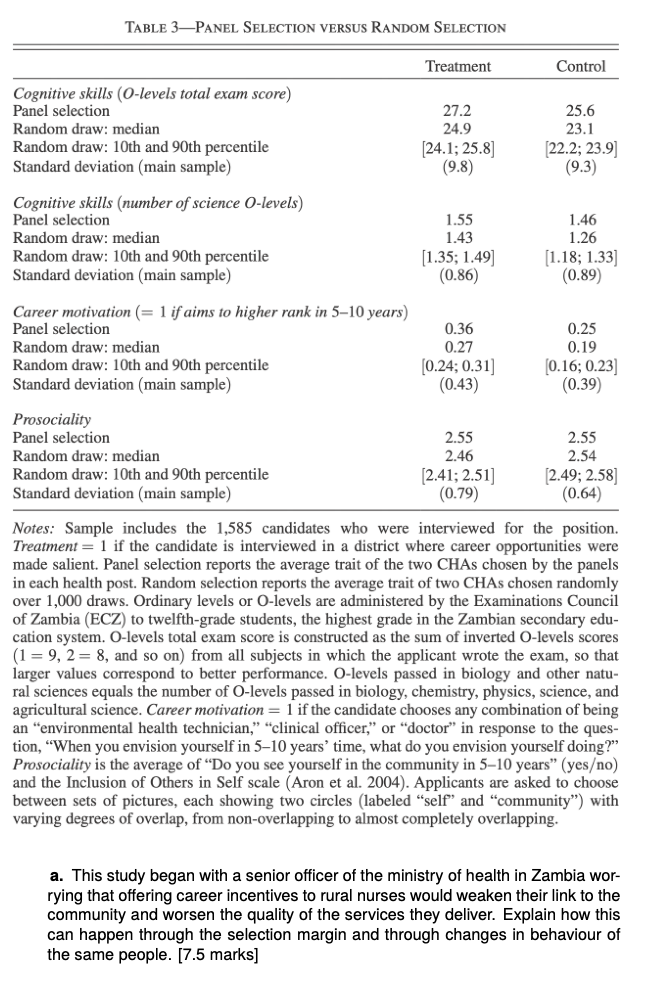 TABLE 3—PANEL SELECTION VERSUS RANDOM SELECTION
Treatment Control
Cognitive skills (O-levels total exam score)
Panel selection 27.2 25.6
Random draw: median 24.9 23.1
Random draw: 10th and 90th percentile [24.1; 25.8] [22.2; 23.9]
Standard deviation (main sample) (9.8) (9.3)
Cognitive skills (number of science O-levels)
Panel selection 1.55 1.46
Random draw: median 1.43 1.26
Random draw: 10th and 90th percentile [1.35; 1.49] [1.18; 1.33]
Standard deviation (main sample) (0.86) (0.89)
Career motivation (= 1 if aims to higher rank in 5–10 years)
Panel selection 0.36 0.25
Random draw: median 0.27 0.19
Random draw: 10th and 90th percentile [0.24; 0.31] [0.16; 0.23]
Standard deviation (main sample) (0.43) (0.39)
Prosociality
Panel selection 2.55 2.55
Random draw: median 2.46 2.54
Random draw: 10th and 90th percentile [2.41; 2.51] [2.49; 2.58]
Standard deviation (main sample) (0.79) (0.64)
Notes: Sample includes the 1,585 candidates who were interviewed for the position.
Treatment = 1 if the candidate is interviewed in a district where career opportunities were
made salient. Panel selection reports the average trait of the two CHAs chosen by the panels
in each health post. Random selection reports the average trait of two CHAs chosen randomly
over 1,000 draws. Ordinary levels or O-levels are administered by the Examinations Council
of Zambia (ECZ) to twelfth-grade students, the highest grade in the Zambian secondary edu-
cation system. O-levels total exam score is constructed as the sum of inverted O-levels scores
(1 = 9, 2 = 8, and so on) from all subjects in which the applicant wrote the exam, so that
larger values correspond to better performance. O-levels passed in biology and other natu-
ral sciences equals the number of O-levels passed in biology, chemistry, physics, science, and
agricultural science. Career motivation = 1 if the candidate chooses any combination of being
an “environmental health technician,” “clinical officer,” or “doctor” in response to the ques-
tion, “When you envision yourself in 5–10 years’ time, what do you envision yourself doing?”
Prosociality is the average of “Do you see yourself in the community in 5–10 years” (yes/no)
and the Inclusion of Others in Self scale (Aron et al. 2004). Applicants are asked to choose
between sets of pictures, each showing two circles (labeled “self” and “community”) with
varying degrees of overlap, from non-overlapping to almost completely overlapping.
a. This study began with a senior officer of the ministry of health in Zambia wor-
rying that offering career incentives to rural nurses would weaken their link to the
community and worsen the quality of the services they deliver. Explain how this
can happen through the selection margin and through changes in behaviour of
the same people. [7.5 marks]